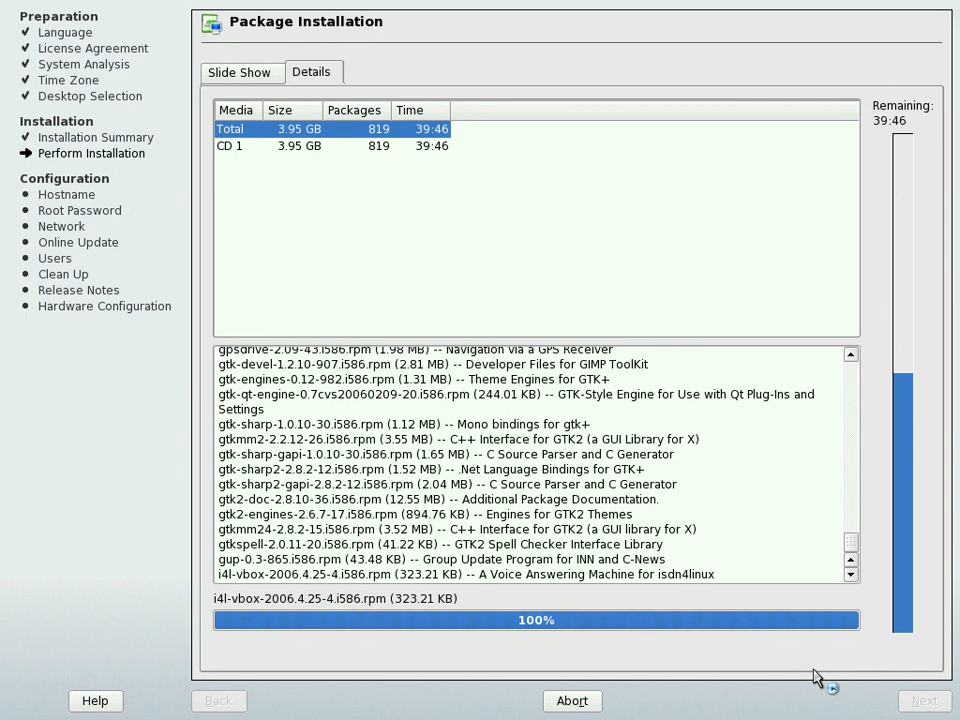 Preparation
Language
License Agreement
System Analysis
Time Zone
Desktop Selection
Installation
Installation Summary
Perform Installation
Configuration
Hostname
Root Password
Network
Online Update
Users
Clean Up
Release Notes
Hardware Configuration
Package Installation
Slide Show Details
Media Size Packages Time
Total 3.95 GB 819 39:46
CD 1 3.95 GB 819 39:46
Remaining:
39:46
gpsdrive-2.09-43.i586.rpm (1.98 MB) -- Navigation via a GPS Receiver
gtk-devel-1.2.10-907.i586.rpm (2.81 MB) -- Developer Files for GIMP ToolKit
gtk-engines-0.12-982.i586.rpm (1.31 MB) -- Theme Engines for GTK+
gtk-qt-engine-0.7cvs20060209-20.i586.rpm (244.01 KB) -- GTK-Style Engine for Use with Qt Plug-Ins and
Settings
gtk-sharp-1.0.10-30.i586.rpm (1.12 MB) -- Mono bindings for gtk+
gtkmm2-2.2.12-26.i586.rpm (3.55 MB) -- C++ Interface for GTK2 (a GUI Library for X)
gtk-sharp-gapi-1.0.10-30.i586.rpm (1.65 MB) -- C Source Parser and C Generator
gtk-sharp2-2.8.2-12.i586.rpm (1.52 MB) -- .Net Language Bindings for GTK+
gtk-sharp2-gapi-2.8.2-12.i586.rpm (2.04 MB) -- C Source Parser and C Generator
gtk2-doc-2.8.10-36.i586.rpm (12.55 MB) -- Additional Package Documentation.
gtk2-engines-2.6.7-17.i586.rpm (894.76 KB) -- Engines for GTK2 Themes
gtkmm24-2.8.2-15.i586.rpm (3.52 MB) -- C++ Interface for GTK2 (a GUI library for X)
gtkspell-2.0.11-20.i586.rpm (41.22 KB) -- GTK2 Spell Checker Interface Library
gup-0.3-865.i586.rpm (43.48 KB) -- Group Update Program for INN and C-News
i4l-vbox-2006.4.25-4.i586.rpm (323.21 KB) -- A Voice Answering Machine for isdn4linux
i4l-vbox-2006.4.25-4.i586.rpm (323.21 KB)
100%
Help Back Abort Next